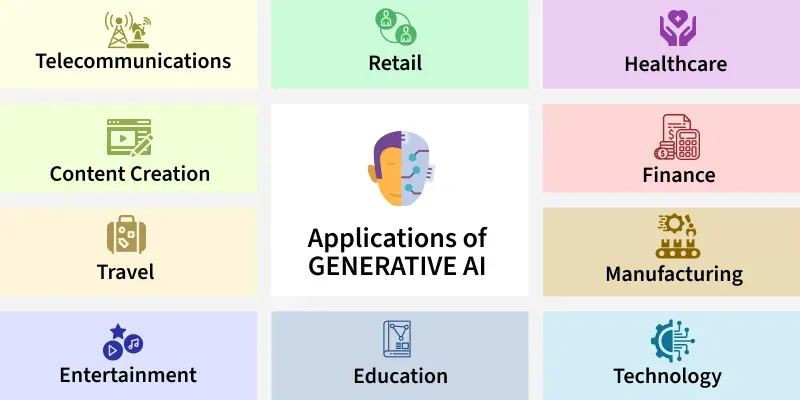 Telecommunications
Retail
Healthcare
Content Creation
Applications of
GENERATIVE AI
Finance
Travel
Manufacturing
Entertainment
Education
Technology